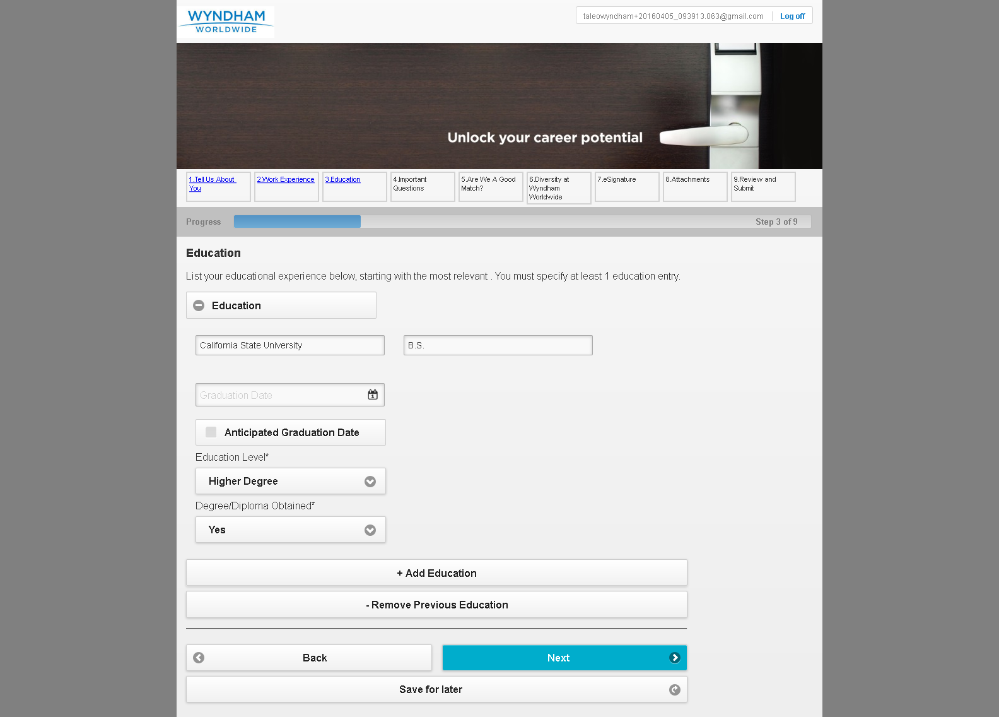 WYNDHAM
WORLDWIDE
taleowyndham+20160405_093913.063@gmail.com
Log off
Unlock your career potential
1.Tell Us About
You
2.Work Experience
3.Education
4.Important
Questions
5.Are We A Good
Match?
6.Diversity at
Wyndham
Worldwide
7.eSignature
8.Attachments
9.Review and
Submit
Progress
Step 3 of 9
Education
List your educational experience below, starting with the most relevant . You must specify at least 1 education entry.
Education
California State University
B.S.
Graduation Date
1
Anticipated Graduation Date
Education Level*
Higher Degree
Degree/Diploma Obtained*
Yes
+ Add Education
- Remove Previous Education
Back
Next
Save for later